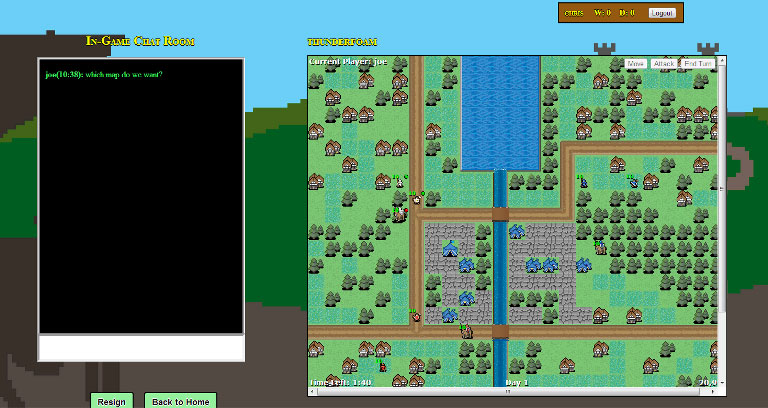 chris W: 0 D: 0 Logout
In-Game Chat Room
thunderfoam
joe(10:38): which map do we want?
Current Player: joe
Move Attack End Turn
Time Left: 1:40
Day 1
Resign
Back to Home